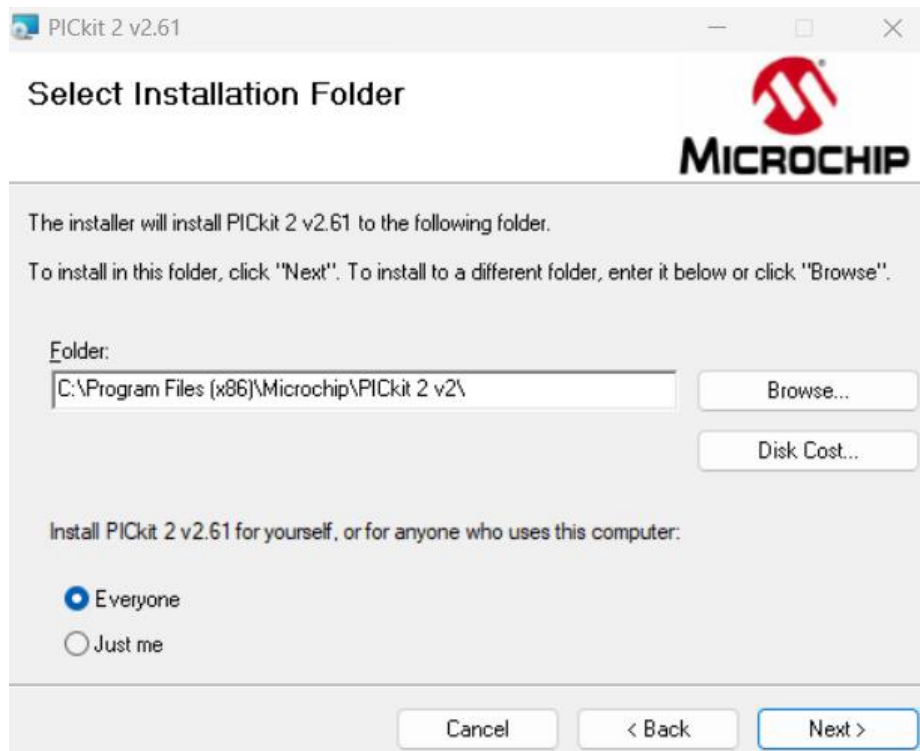 PICkit 2 v2.61
Select Installation Folder
MICROCHIP
The installer will install PICkit 2 v2.61 to the following folder.
To install in this folder, click "Next". To install to a different folder, enter it below or click "Browse".
Folder:
C:\Program Files (x86)\Microchip\PICkit 2 v2\
Browse...
Disk Cost...
Install PICkit 2 v2.61 for yourself, or for anyone who uses this computer:
Everyone
Just me
Cancel
< Back
Next >